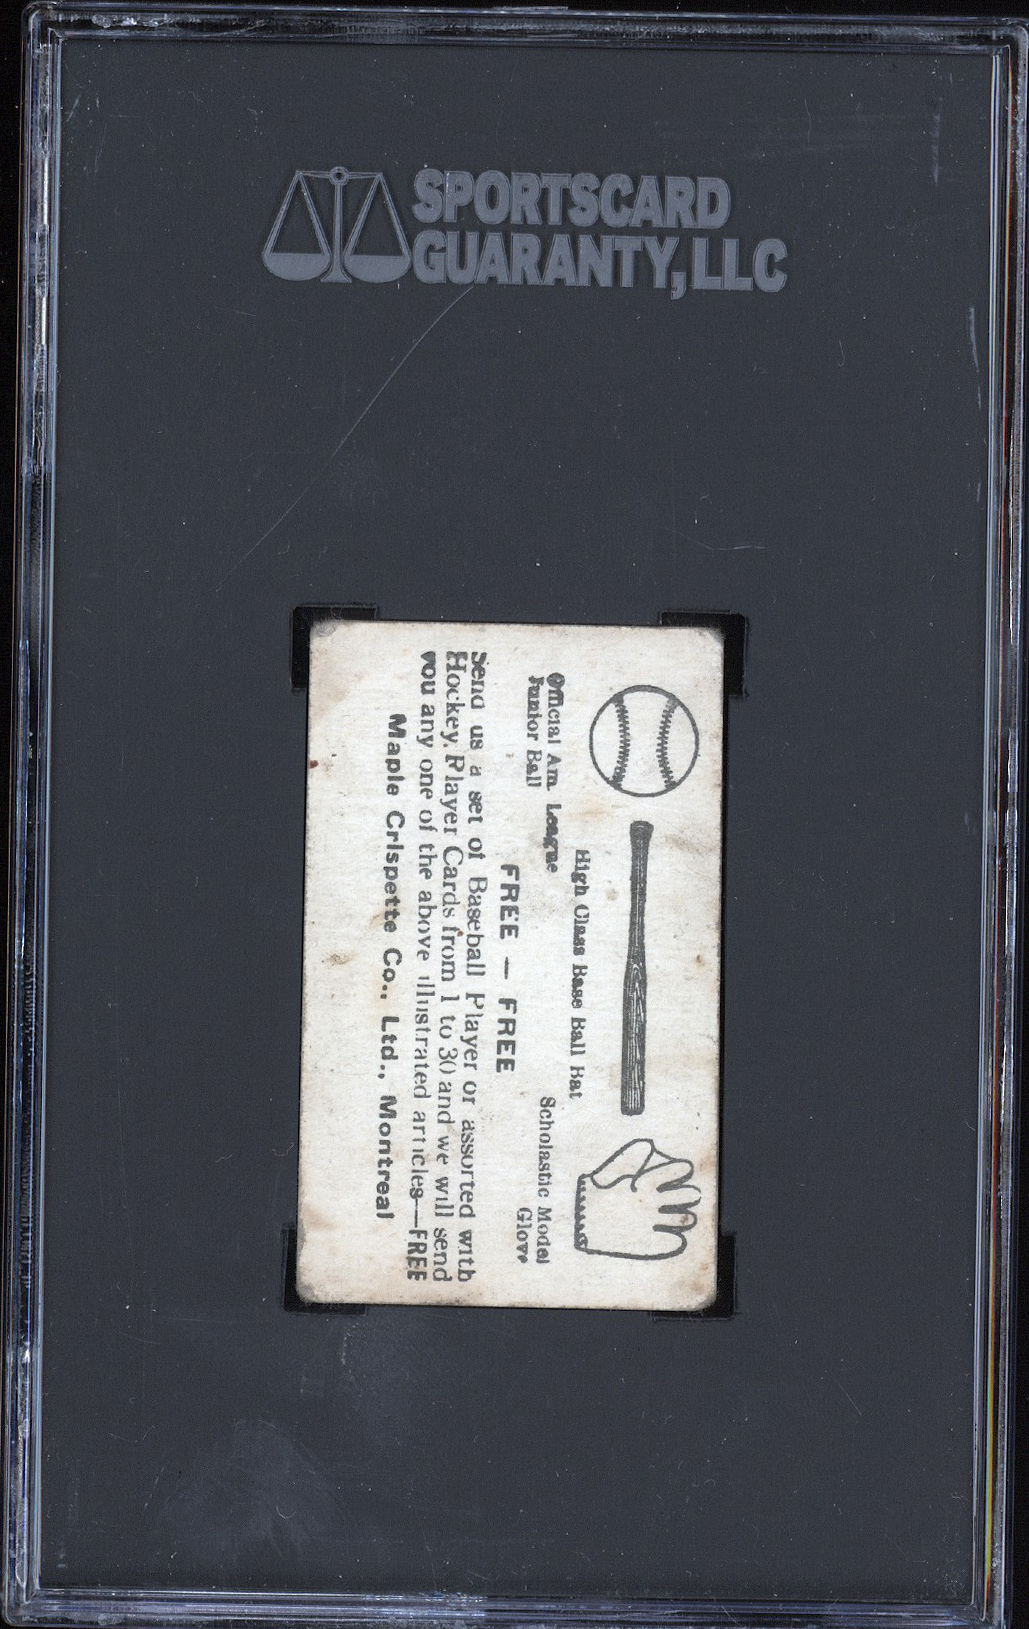 SPORTSCARD
GUARANTY, LLC
Official Am. League
Junior Ball
High Class Base Ball Bat
Scholastic Model
Glove
FREE — FREE
Send us a set of Baseball Player or assorted with
Hockey Player Cards from 1 to 30 and we will send
you any one of the above illustrated articles—FREE
Maple Crispette Co., Ltd., Montreal